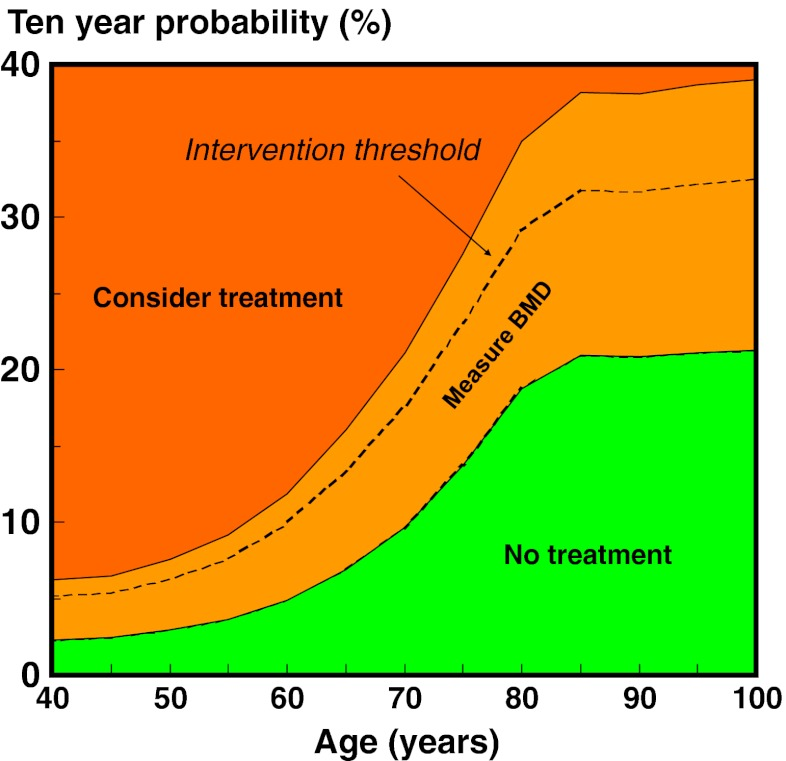 Ten year probability (%)
40
30
20
10
0
Intervention threshold
Consider treatment
Measure BMD
No treatment
40 50 60 70 80 90 100
Age (years)